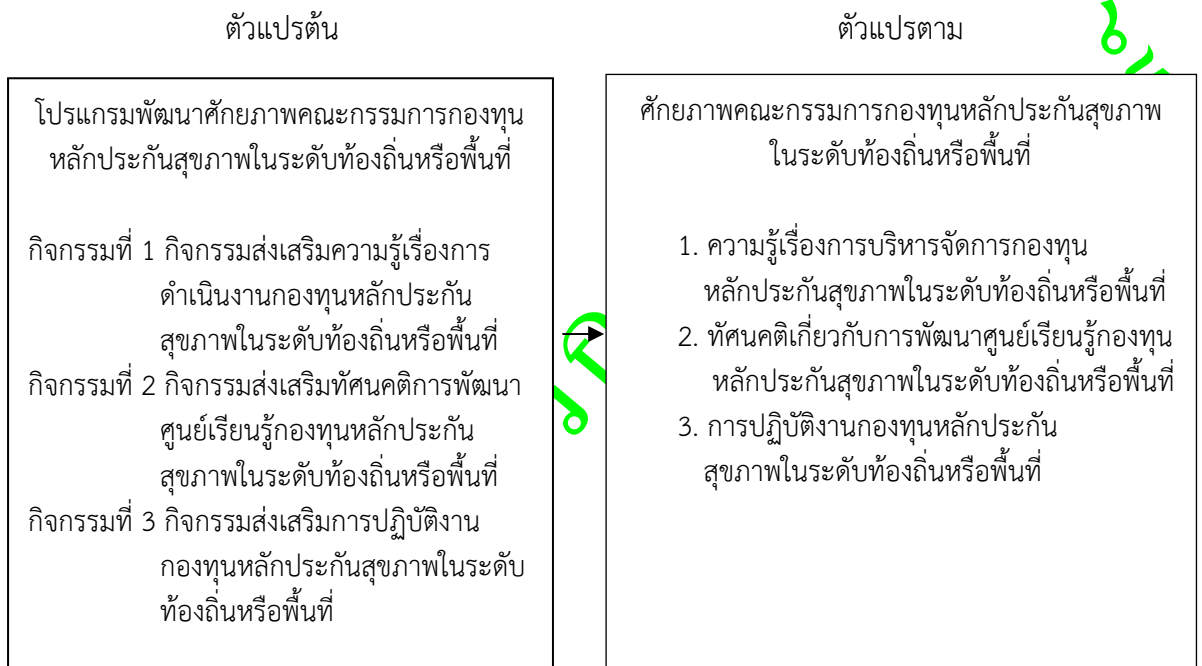 ตัวแปรต้น
ตัวแปรตาม
โปรแกรมพัฒนาศักยภาพคณะกรรมการกองทุน
หลักประกันสุขภาพในระดับท้องถิ่นหรือพื้นที่
กิจกรรมที่ 1 กิจกรรมส่งเสริมความรู้เรื่องการ
ดำเนินงานกองทุนหลักประกัน
สุขภาพในระดับท้องถิ่นหรือพื้นที่
กิจกรรมที่ 2 กิจกรรมส่งเสริมทัศนคติการพัฒนา
ศูนย์เรียนรู้กองทุนหลักประกัน
สุขภาพในระดับท้องถิ่นหรือพื้นที่
กิจกรรมที่ 3 กิจกรรมส่งเสริมการปฏิบัติงาน
กองทุนหลักประกันสุขภาพในระดับ
ท้องถิ่นหรือพื้นที่
ศักยภาพคณะกรรมการกองทุนหลักประกันสุขภาพ
ในระดับท้องถิ่นหรือพื้นที่
1. ความรู้เรื่องการบริหารจัดการกองทุน
หลักประกันสุขภาพในระดับท้องถิ่นหรือพื้นที่
2. ทัศนคติเกี่ยวกับการพัฒนาศูนย์เรียนรู้กองทุน
หลักประกันสุขภาพในระดับท้องถิ่นหรือพื้นที่
3. การปฏิบัติงานกองทุนหลักประกัน
สุขภาพในระดับท้องถิ่นหรือพื้นที่